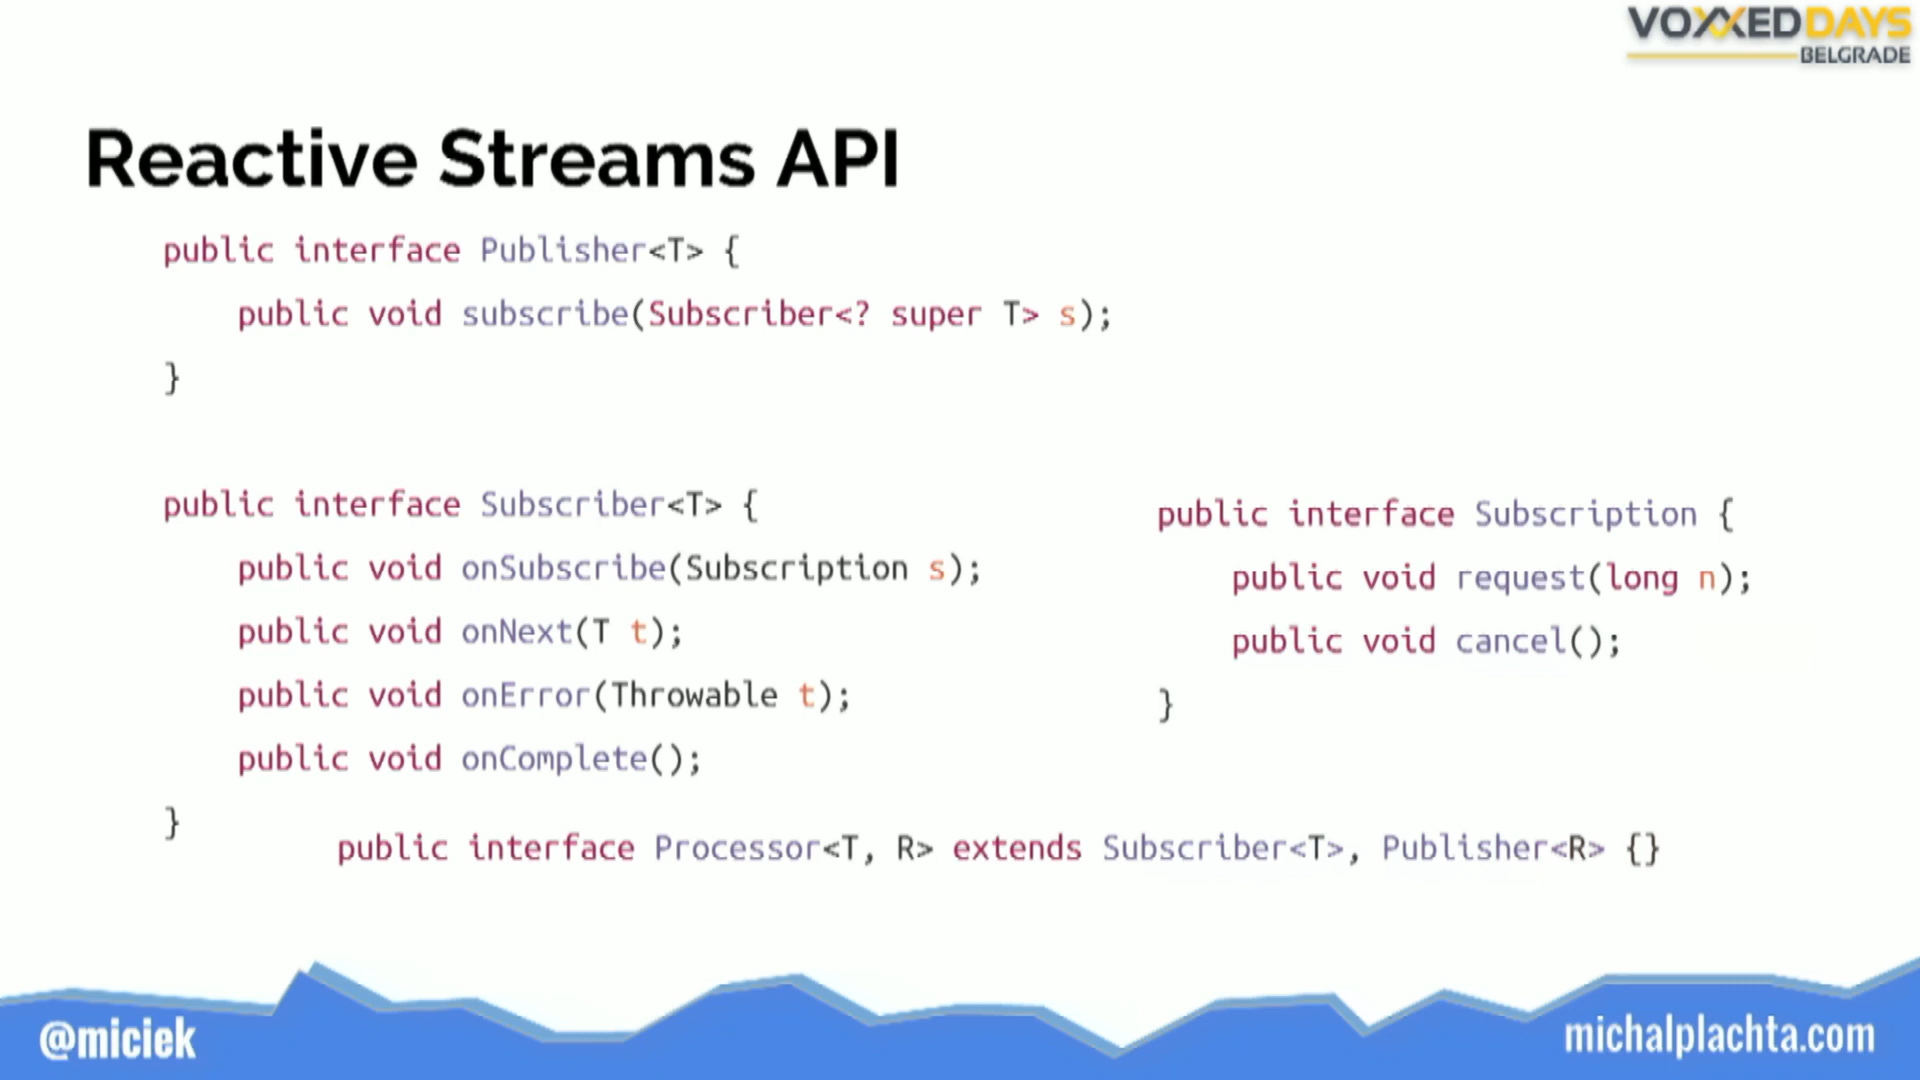 VOXXEDDAYS
BELGRADE
Reactive Streams API
public interface Publisher<T> {
public void subscribe(Subscriber<? super T> s);
}
public interface Subscriber<T> {
public void onSubscribe(Subscription s);
public void onNext(T t);
public void onError(Throwable t);
public void onComplete();
}
public interface Subscription {
public void request(long n);
public void cancel();
}
public interface Processor<T, R> extends Subscriber<T>, Publisher<R> {}
@miciek
michalplachta.com